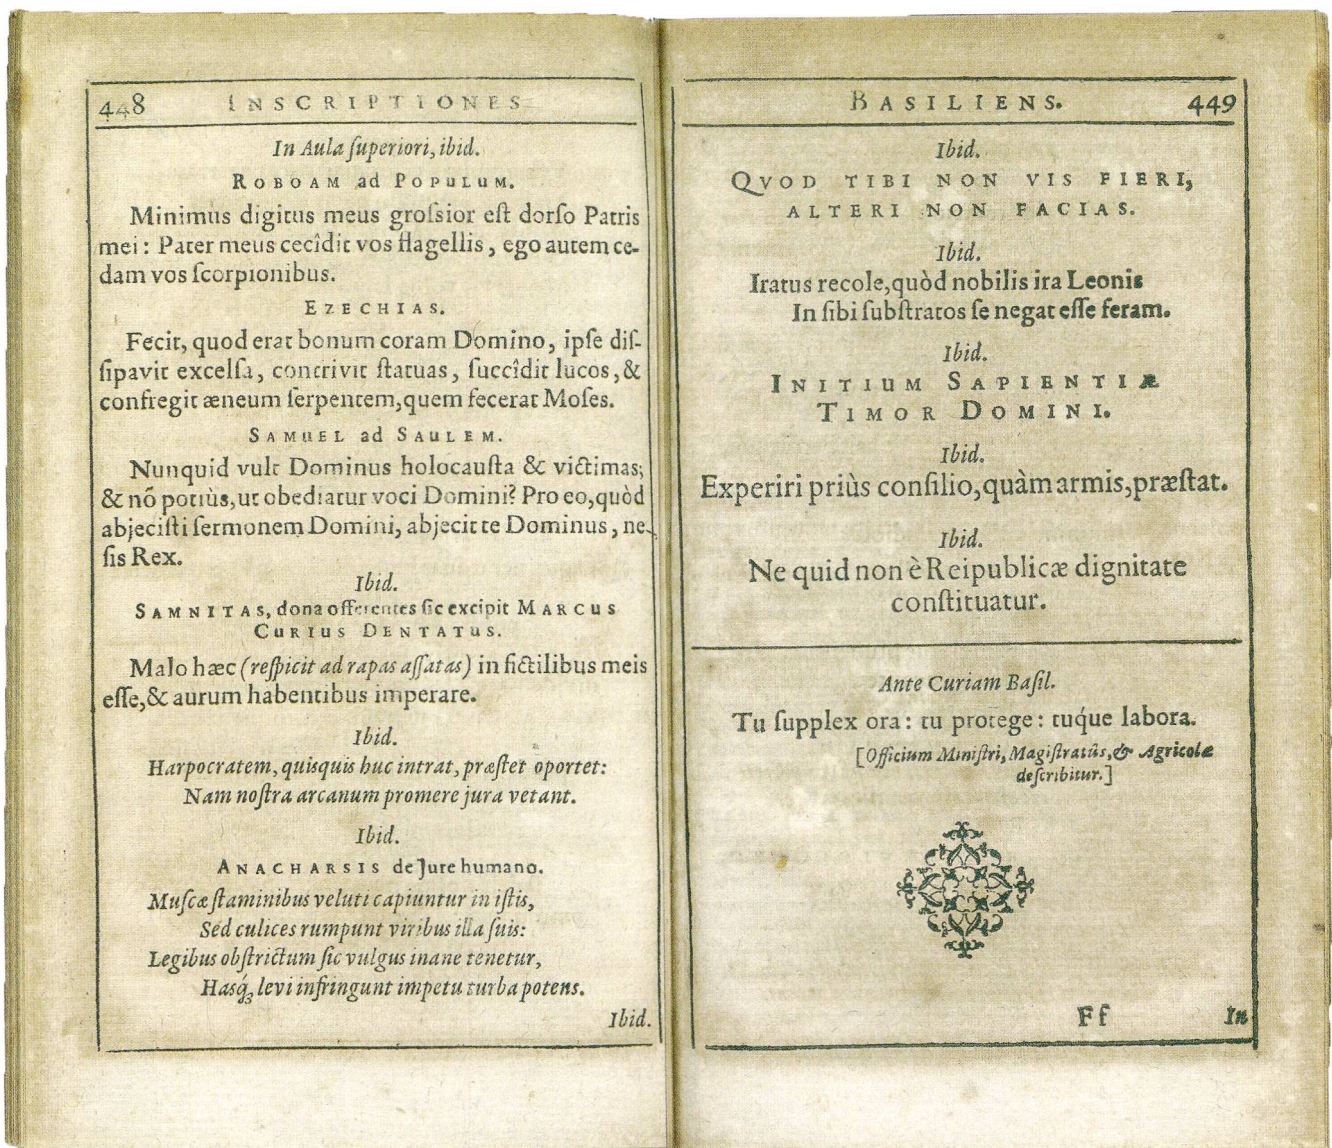 448 INSCRIPTIONES
In Aula ſuperiori, ibid.
ROBOAM ad POPULUM.
Minimus digitus meus groſsior eſt dorſo Patris
mei: Pater meus cecîdit vos flagellis, ego autem ce-
dam vos ſcorpionibus.
EZECHIAS.
Fecit, quod erat bonum coram Domino, ipſe diſ-
ſipavit excelſa, contrivit ſtatuas, ſuccîdit lucos, &
confregit æneum ſerpentem, quem fecerat Moſes.
SAMUEL ad SAULEM.
Nunquid vult Dominus holocauſta & victimas;
& nō potiùs, ut obediatur voci Domini? Pro eo, quòd
abjeciſti ſermonem Domini, abjecit te Dominus, ne
ſis Rex.
Ibid.
SAMNITAS, dona offerentes ſic excipit MARCUS
CURIUS DENTATUS.
Malo hæc (reſpicit ad rapas aſſatas) in fictilibus meis
eſſe, & aurum habentibus imperare.
Ibid.
Harpocratem, quisquis huc intrat, præſtet oportet:
Nam noſtra arcanum promere jura vetant.
Ibid.
ANACHARSIS de Jure humano.
Muſcæ ſtaminibus veluti capiuntur in iſtis,
Sed culices rumpunt viribus illa ſuis:
Legibus obſtrictum ſic vulgus inane tenetur,
Hasq́ꝫ levi infringunt impetu turba potens.
Ibid.
BASILIENS. 449
Ibid.
QVOD TIBI NON VIS FIERI,
ALTERI NON FACIAS.
Ibid.
Iratus recole, quòd nobilis ira Leonis
In ſibi ſubſtratos ſe negat eſſe feram.
Ibid.
INITIUM SAPIENTIÆ
TIMOR DOMINI.
Ibid.
Experiri priùs conſilio, quàm armis, præſtat.
Ibid.
Ne quid non è Reipublicæ dignitate
conſtituatur.
Ante Curiam Baſil.
Tu ſupplex ora: tu protege: tuq́ue labora.
[Officium Miniſtri, Magiſtratûs, & Agricolæ
deſcribitur.]
Ff In